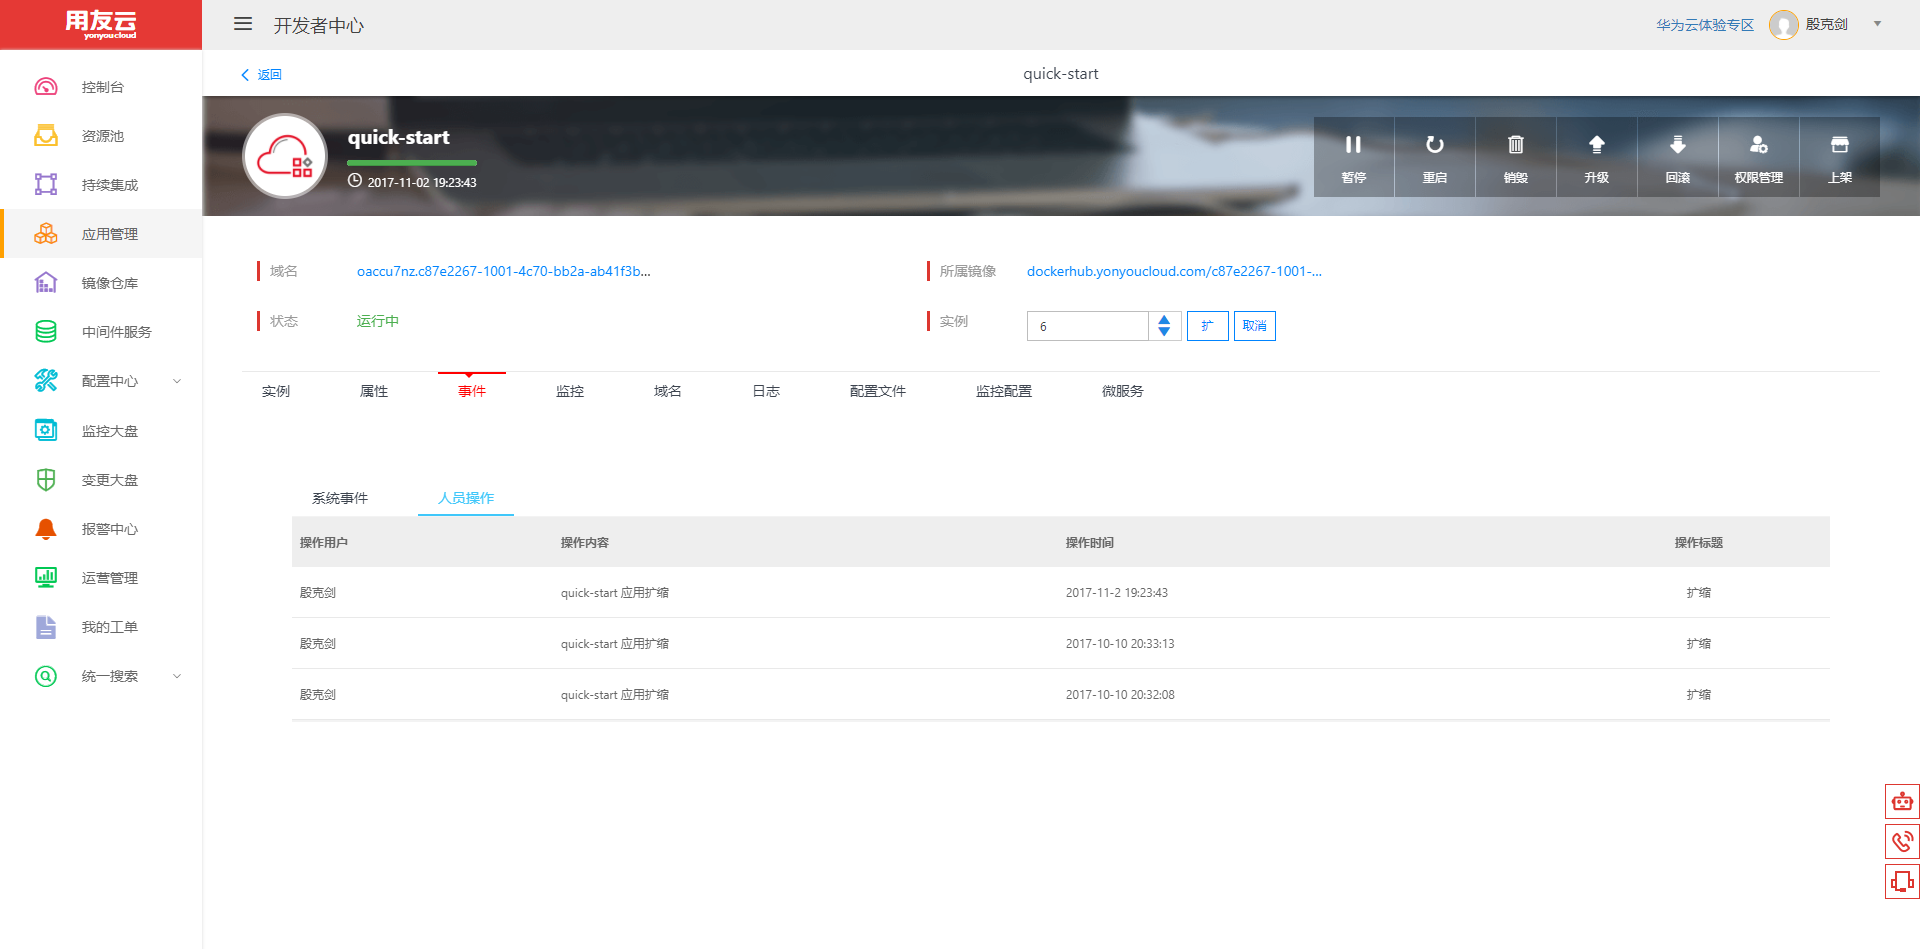 用友云
yonyoucloud
开发者中心
华为云体验专区
殷克剑
控制台
资源池
持续集成
应用管理
镜像仓库
中间件服务
配置中心
监控大盘
变更大盘
报警中心
运营管理
我的工单
统一搜索
返回
quick-start
quick-start
2017-11-02 19:23:43
暂停
重启
销毁
升级
回滚
权限管理
上架
域名
oaccu7nz.c87e2267-1001-4c70-bb2a-ab41f3b...
所属镜像
dockerhub.yonyoucloud.com/c87e2267-1001-...
状态
运行中
实例
6
扩
取消
实例 属性 事件 监控 域名 日志 配置文件 监控配置 微服务
系统事件 人员操作
操作用户 操作内容 操作时间 操作标题
殷克剑 quick-start 应用扩缩 2017-11-2 19:23:43 扩缩
殷克剑 quick-start 应用扩缩 2017-10-10 20:33:13 扩缩
殷克剑 quick-start 应用扩缩 2017-10-10 20:32:08 扩缩